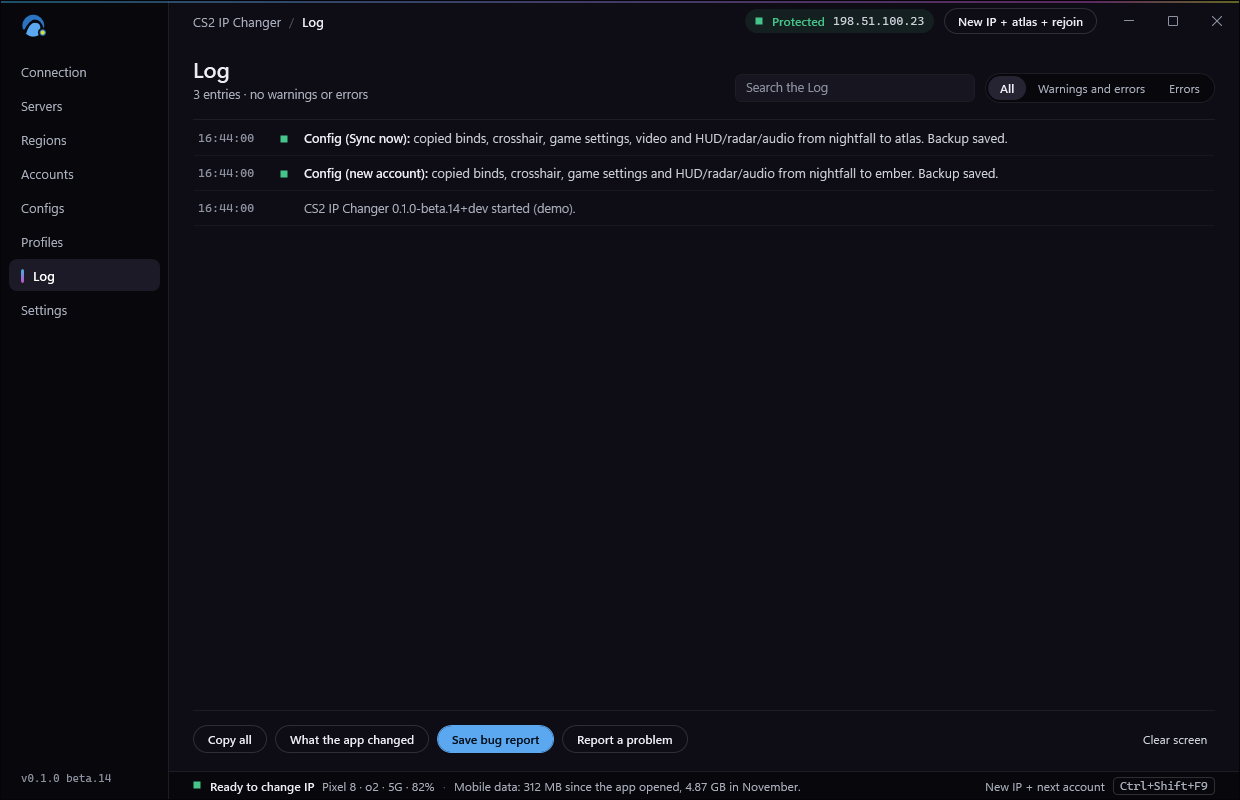 CS2 IP Changer / Log
Protected 198.51.100.23
New IP + atlas + rejoin
Connection
Servers
Regions
Accounts
Configs
Profiles
Log
Settings
v0.1.0 beta.14
Log
3 entries · no warnings or errors
Search the Log
All
Warnings and errors
Errors
16:44:00 Config (Sync now): copied binds, crosshair, game settings, video and HUD/radar/audio from nightfall to atlas. Backup saved.
16:44:00 Config (new account): copied binds, crosshair, game settings and HUD/radar/audio from nightfall to ember. Backup saved.
16:44:00 CS2 IP Changer 0.1.0-beta.14+dev started (demo).
Copy all
What the app changed
Save bug report
Report a problem
Clear screen
Ready to change IP Pixel 8 · o2 · 5G · 82% · Mobile data: 312 MB since the app opened, 4.87 GB in November.
New IP + next account Ctrl+Shift+F9